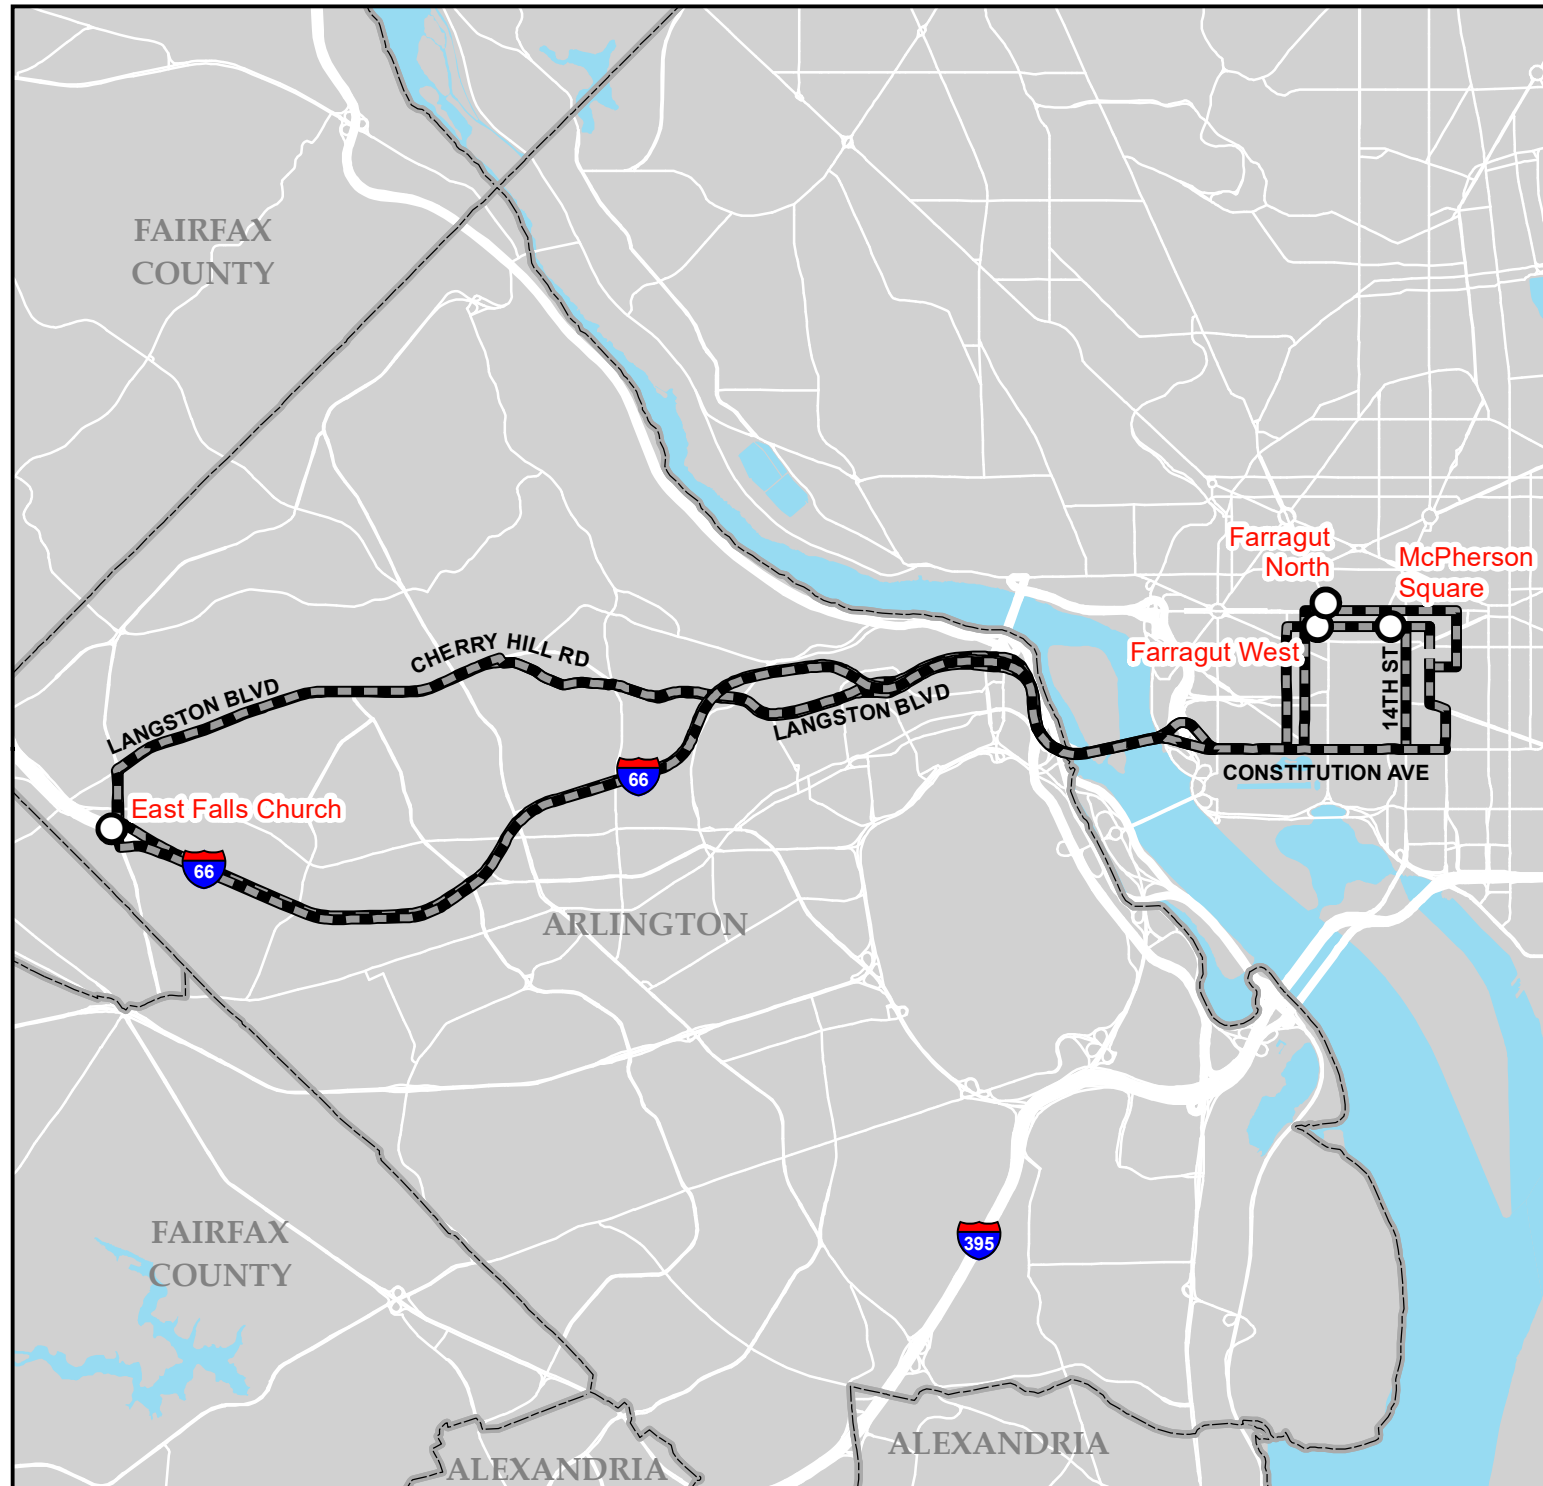 FAIRFAX
COUNTY
Farragut
North
McPherson
Square
CHERRY HILL RD
Farragut West
LANGSTON BLVD
LANGSTON BLVD
14TH ST
66
CONSTITUTION AVE
East Falls Church
66
ARLINGTON
FAIRFAX
COUNTY
395
ALEXANDRIA
ALEXANDRIA